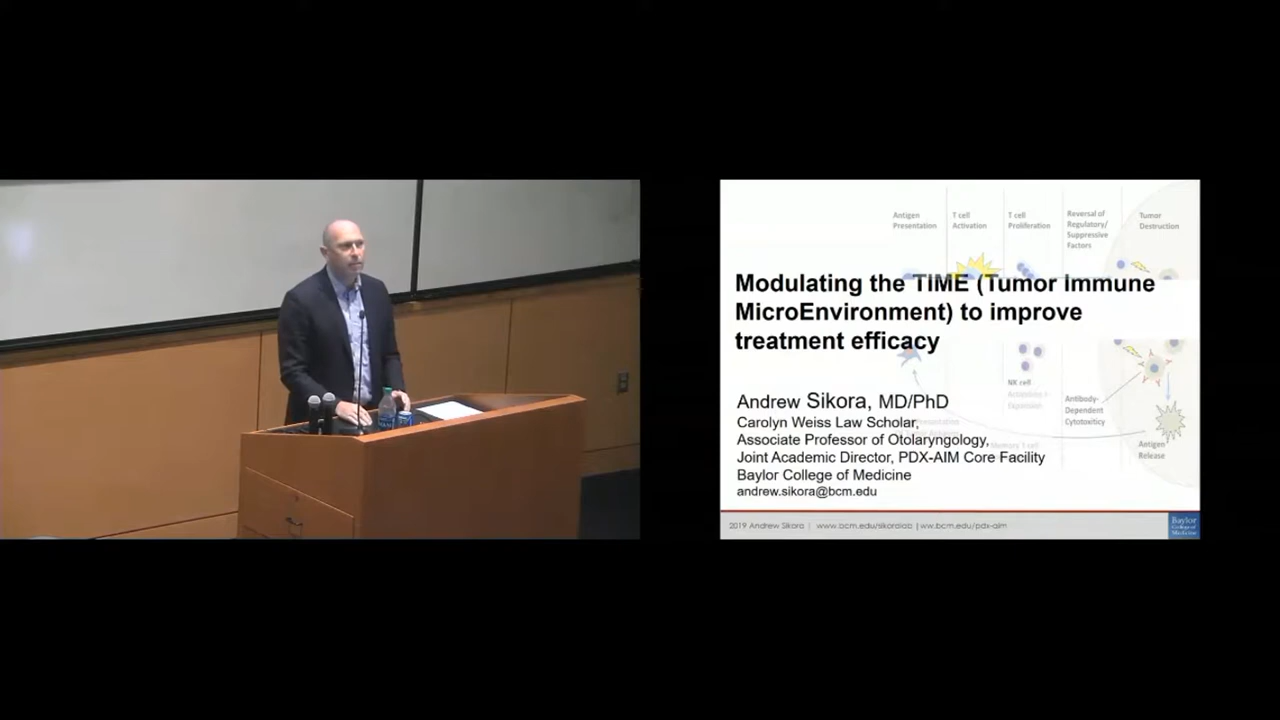 Antigen Presentation
T cell Activation
T cell Proliferation
Reversal of Regulatory/ Suppressive Factors
Tumor Destruction
Modulating the TIME (Tumor Immune
MicroEnvironment) to improve
treatment efficacy
NK cell
Antibody-
Dependent
Cytotoxiticy
Antigen
Release
Andrew Sikora, MD/PhD
Carolyn Weiss Law Scholar,
Associate Professor of Otolaryngology,
Joint Academic Director, PDX-AIM Core Facility
Baylor College of Medicine
andrew.sikora@bcm.edu
2019 Andrew Sikora | www.bcm.edu/sikoralab | ww.bcm.edu/pdx-aim
Baylor
College of
Medicine